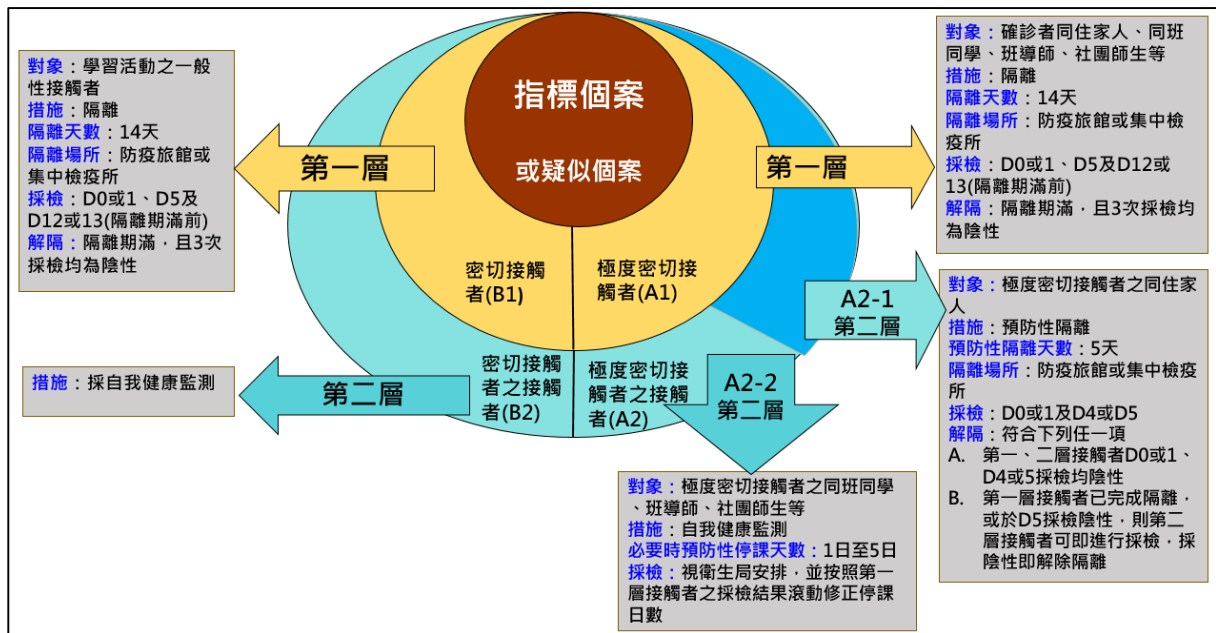 對象：學習活動之一般
性接觸者
措施：隔離
隔離天數：14天
隔離場所：防疫旅館或
集中檢疫所
採檢：D0或1、D5及
D12或13(隔離期滿前)
解隔：隔離期滿，且3次
採檢均為陰性
第一層
指標個案
或疑似個案
第一層
對象：確診者同住家人、同班
同學、班導師、社團師生等
措施：隔離
隔離天數：14天
隔離場所：防疫旅館或集中檢
疫所
採檢：D0或1、D5及D12或
13(隔離期滿前)
解隔：隔離期滿，且3次採檢均
為陰性
密切接觸
者(B1)
極度密切接
觸者(A1)
A2-1
第二層
對象：極度密切接觸者之同住家
人
措施：預防性隔離
預防性隔離天數：5天
隔離場所：防疫旅館或集中檢疫
所
採檢：D0或1及D4或D5
解隔：符合下列任一項
A. 第一、二層接觸者D0或1、
D4或5採檢均陰性
B. 第一層接觸者已完成隔離，
或於D5採檢陰性，則第二
層接觸者可即進行採檢，採
陰性即解除隔離
措施：採自我健康監測
第二層
密切接觸
者之接觸
者(B2)
極度密切接
觸者之接觸
者(A2)
A2-2
第二層
對象：極度密切接觸者之同班同學
、班導師、社團師生等
措施：自我健康監測
必要時預防性停課天數：1日至5日
採檢：視衛生局安排，並按照第一
層接觸者之採檢結果滾動修正停課
日數